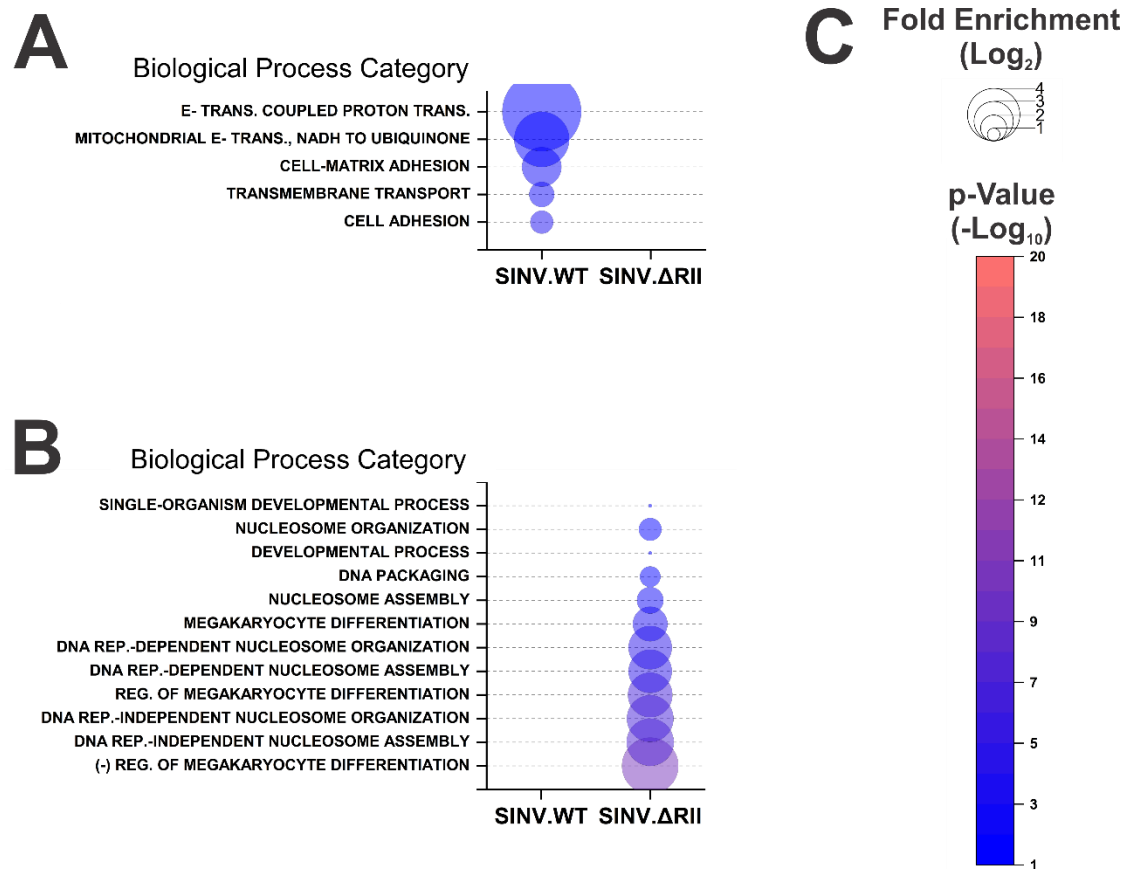 A
Biological Process Category
E- TRANS. COUPLED PROTON TRANS.
MITOCHONDRIAL E- TRANS., NADH TO UBIQUINONE
CELL-MATRIX ADHESION
TRANSMEMBRANE TRANSPORT
CELL ADHESION
SINV.WT SINV.ΔRII
B
Biological Process Category
SINGLE-ORGANISM DEVELOPMENTAL PROCESS
NUCLEOSOME ORGANIZATION
DEVELOPMENTAL PROCESS
DNA PACKAGING
NUCLEOSOME ASSEMBLY
MEGAKARYOCYTE DIFFERENTIATION
DNA REP.-DEPENDENT NUCLEOSOME ORGANIZATION
DNA REP.-DEPENDENT NUCLEOSOME ASSEMBLY
REG. OF MEGAKARYOCYTE DIFFERENTIATION
DNA REP.-INDEPENDENT NUCLEOSOME ORGANIZATION
DNA REP.-INDEPENDENT NUCLEOSOME ASSEMBLY
(-) REG. OF MEGAKARYOCYTE DIFFERENTIATION
SINV.WT SINV.ΔRII
C
Fold Enrichment
(Log₂)
4
3
2
1
p-Value
(-Log₁₀)
20
18
16
14
12
11
9
7
5
3
1